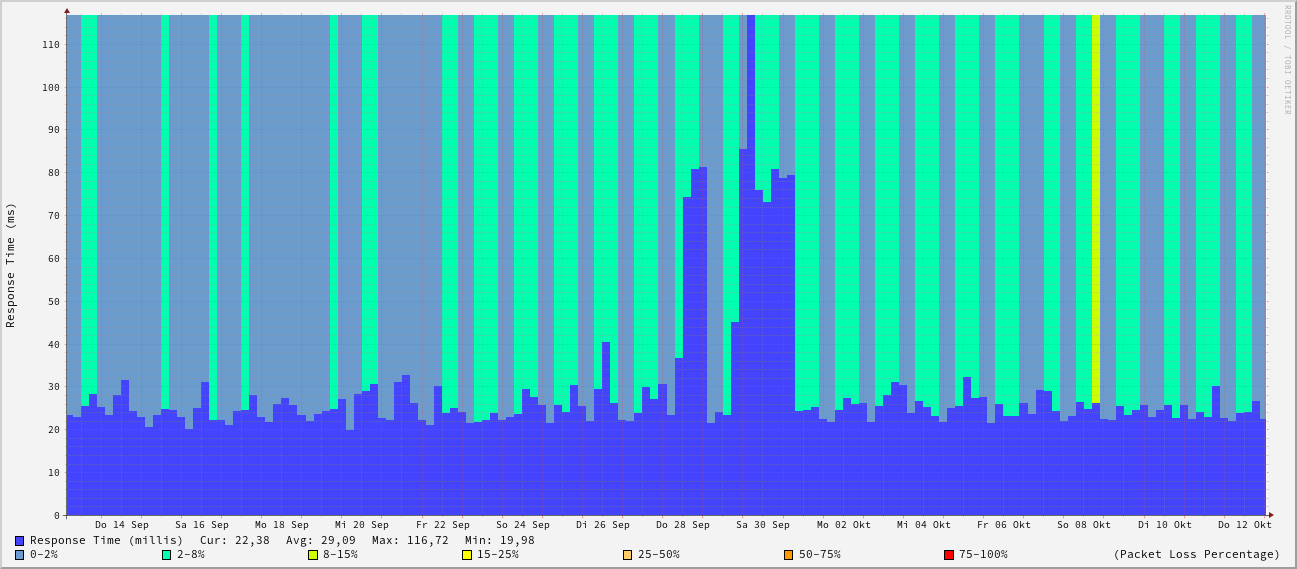 RRDTOOL / TOBI OETIKER
Response Time (ms)
110
100
90
80
70
60
50
40
30
20
10
0
Do 14 Sep Sa 16 Sep Mo 18 Sep Mi 20 Sep Fr 22 Sep So 24 Sep Di 26 Sep Do 28 Sep Sa 30 Sep Mo 02 Okt Mi 04 Okt Fr 06 Okt So 08 Okt Di 10 Okt Do 12 Okt
Response Time (millis) Cur: 22,38 Avg: 29,09 Max: 116,72 Min: 19,98
0-2% 2-8% 8-15% 15-25% 25-50% 50-75% 75-100% (Packet Loss Percentage)